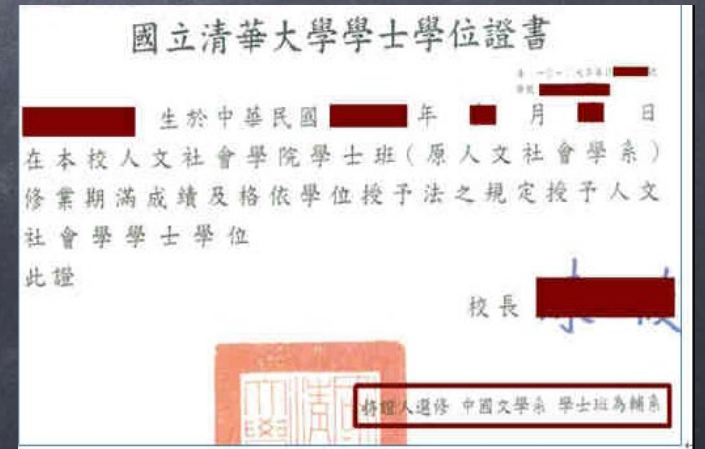 國立清華大學學士學位證書
生於中華民國 年 月 日
在本校人文社會學院學士班(原人文社會學系)
修業期滿成績及格依學位授予法之規定授予人文
社會學學士學位
此證
校長
持證人選修 中國文學系 學士班為輔系